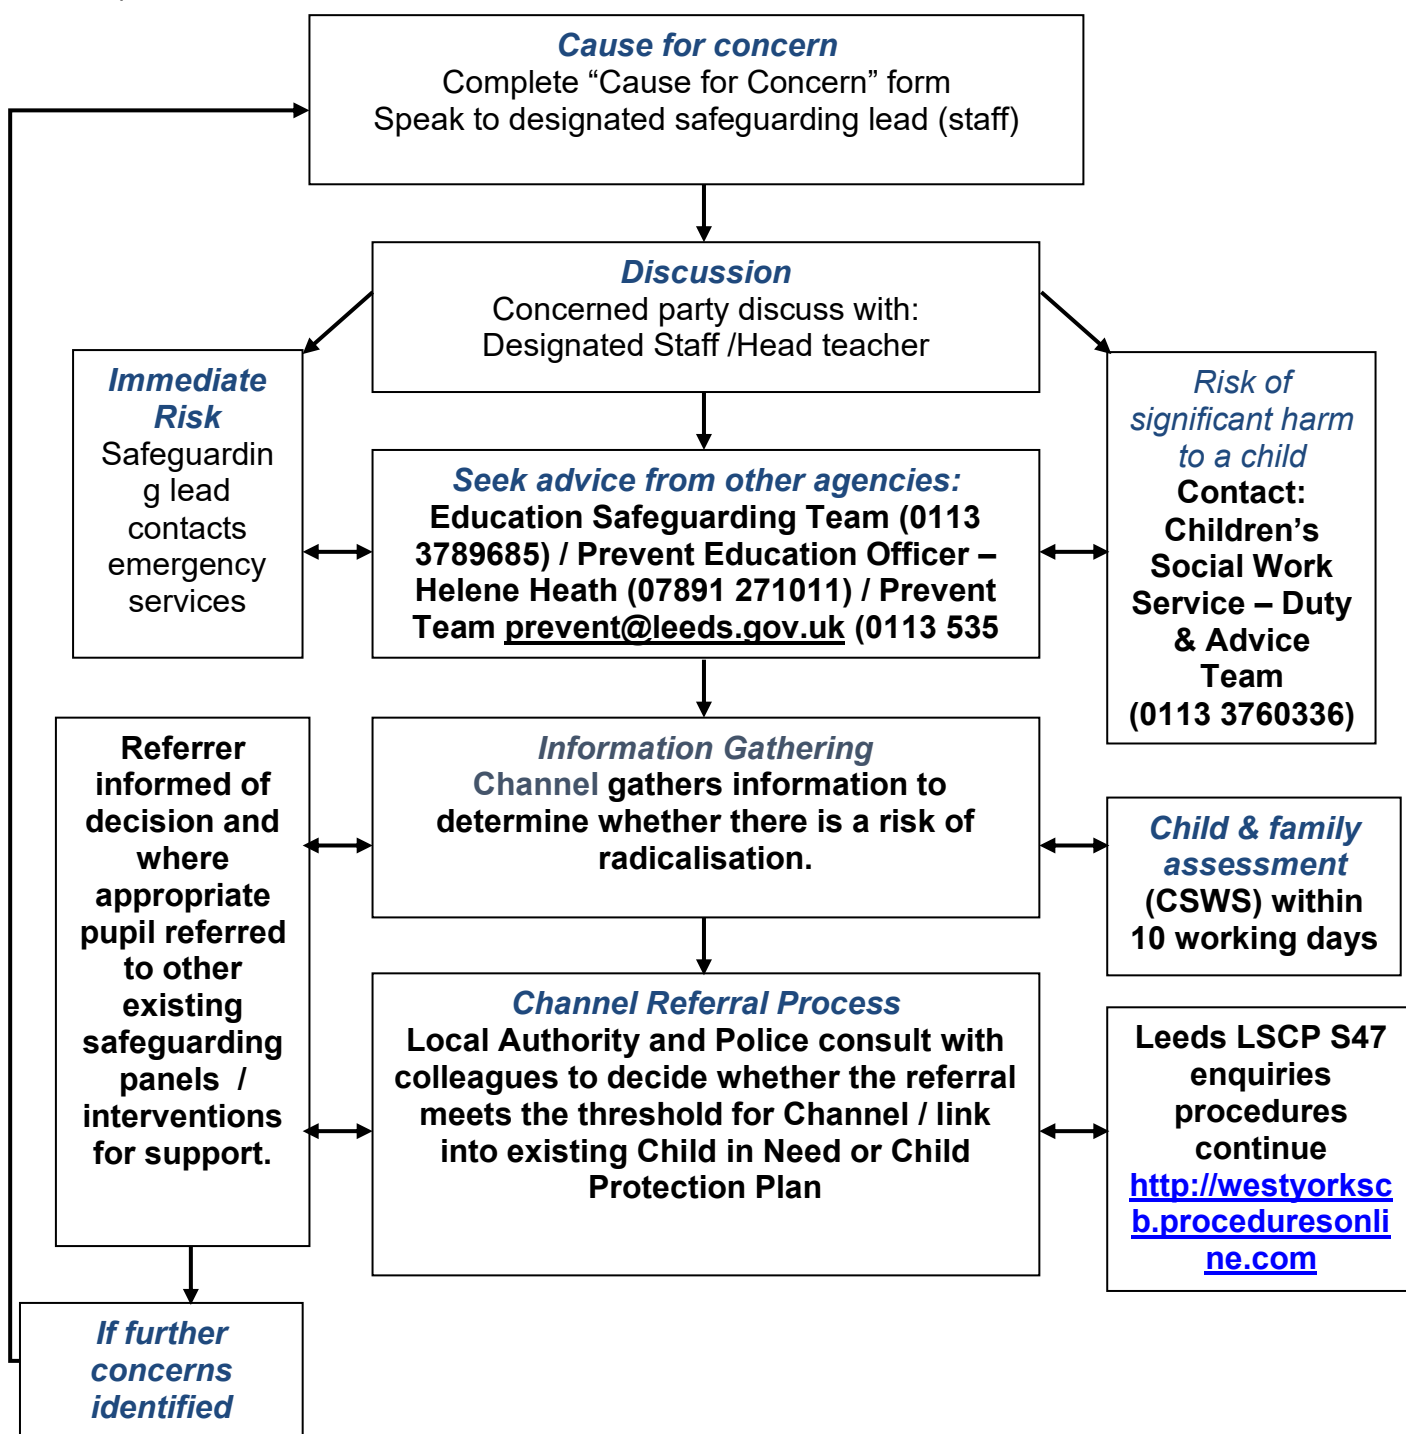 Cause for concern
Complete “Cause for Concern” form
Speak to designated safeguarding lead (staff)
Discussion
Concerned party discuss with:
Designated Staff /Head teacher
Immediate
Risk
Safeguardin
g lead
contacts
emergency
services
Seek advice from other agencies:
Education Safeguarding Team (0113
3789685) / Prevent Education Officer –
Helene Heath (07891 271011) / Prevent
Team prevent@leeds.gov.uk (0113 535
Risk of
significant harm
to a child
Contact:
Children’s
Social Work
Service – Duty
& Advice
Team
(0113 3760336)
Referrer
informed of
decision and
where
appropriate
pupil referred
to other
existing
safeguarding
panels /
interventions
for support.
Information Gathering
Channel gathers information to
determine whether there is a risk of
radicalisation.
Child & family
assessment
(CSWS) within
10 working days
Channel Referral Process
Local Authority and Police consult with
colleagues to decide whether the referral
meets the threshold for Channel / link
into existing Child in Need or Child
Protection Plan
Leeds LSCP S47
enquiries
procedures
continue
http://westyorksc
b.proceduresonli
ne.com
If further
concerns
identified